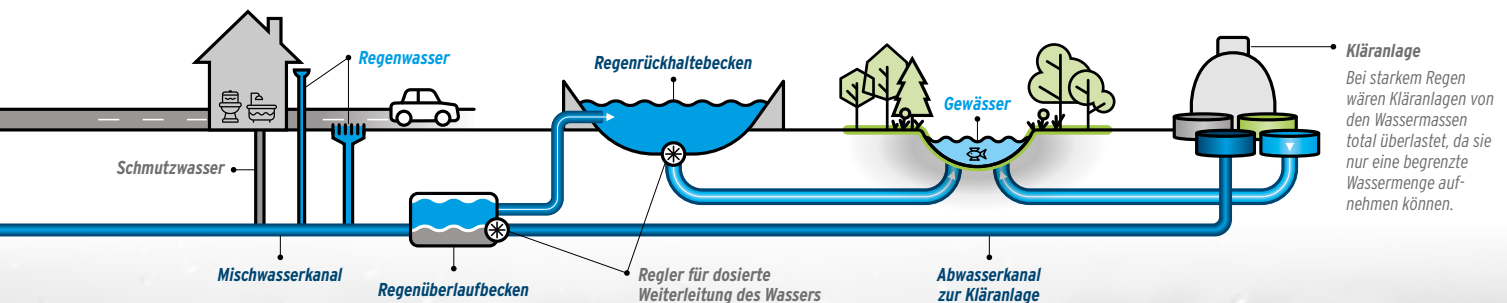 Regenwasser
Schmutzwasser
Mischwasserkanal
Regenüberlaufbecken
Regenrückhaltebecken
Regler für dosierte
Weiterleitung des Wassers
Gewässer
Abwasserkanal
zur Kläranlage
Kläranlage
Bei starkem Regen
wären Kläranlagen von
den Wassermassen
total überlastet, da sie
nur eine begrenzte
Wassermenge auf-
nehmen können.